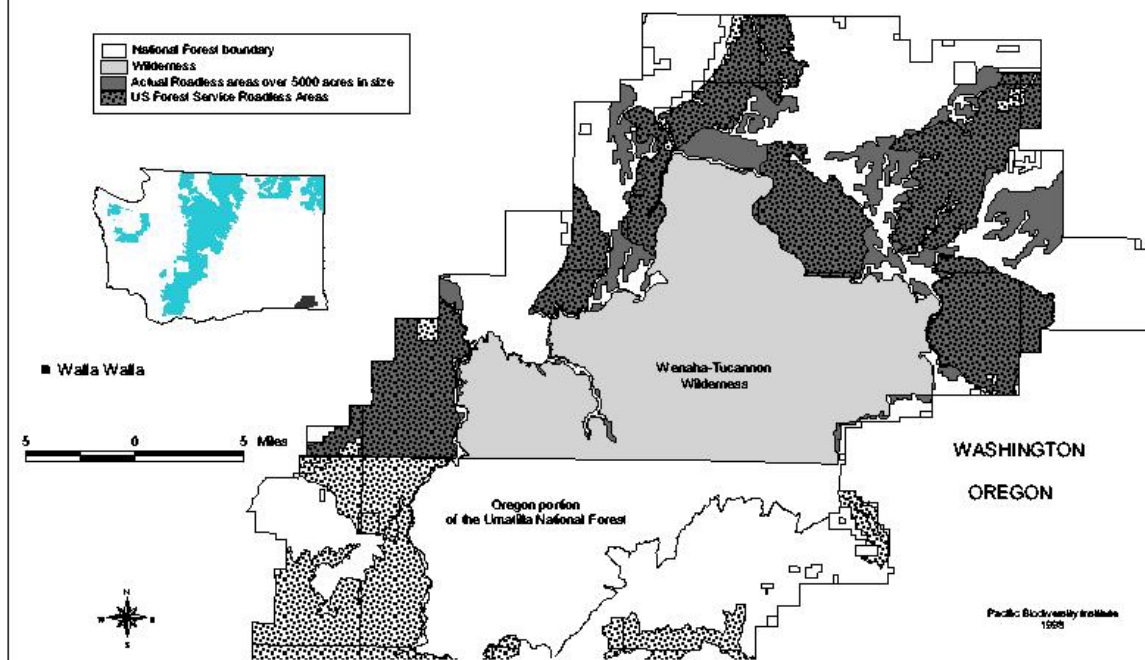 National Forest boundary
Wilderness
Actual Roadless areas over 5000 acres in size
US Forest Service Roadless Areas
Walla Walla
5 0 5 Miles
Wenaha-Tucannon
Wilderness
WASHINGTON
OREGON
Oregon portion
of the Umatilla National Forest
N
W E
S
Pacific Biodiversity Institute
1998